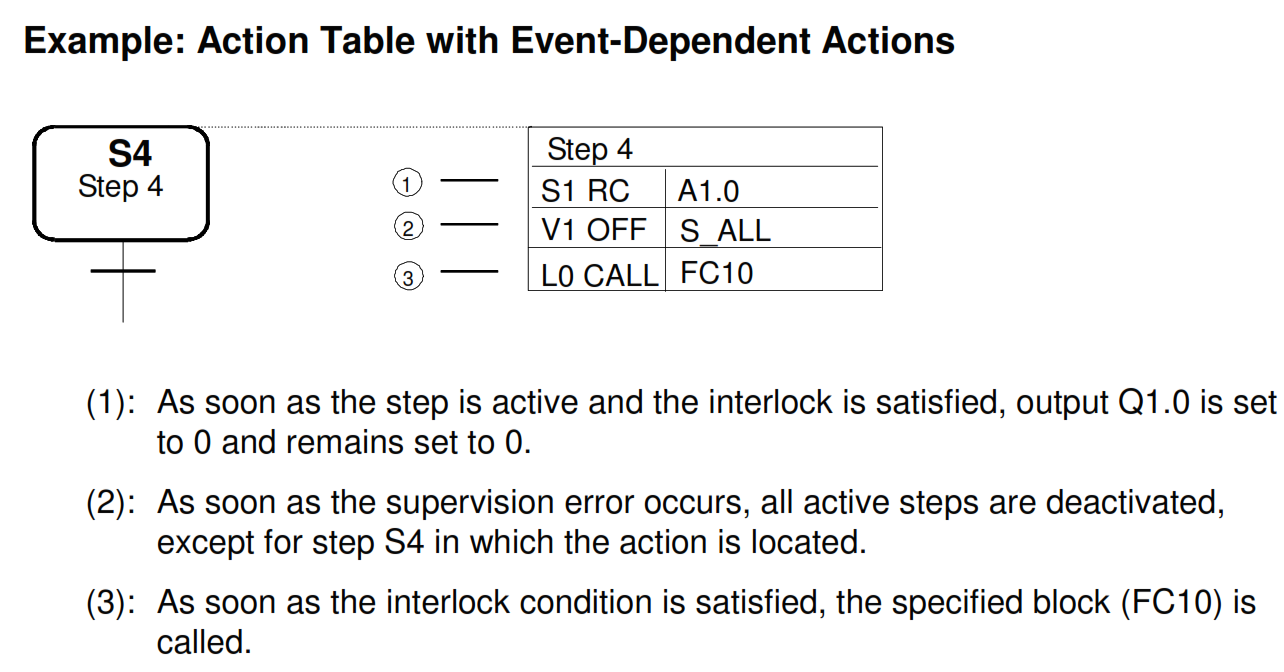 Example: Action Table with Event-Dependent Actions
S4
Step 4
Step 4
1 S1 RC A1.0
2 V1 OFF S_ALL
3 L0 CALL FC10
(1): As soon as the step is active and the interlock is satisfied, output Q1.0 is set
to 0 and remains set to 0.
(2): As soon as the supervision error occurs, all active steps are deactivated,
except for step S4 in which the action is located.
(3): As soon as the interlock condition is satisfied, the specified block (FC10) is
called.